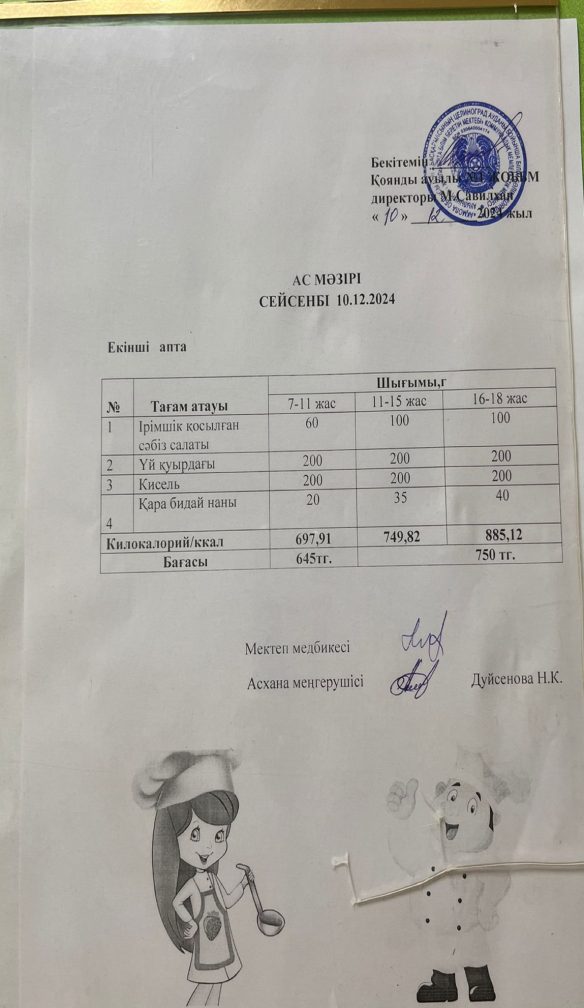 Бекітемін
Қоянды ауылы №1 ЖОББМ
директоры М.Савилхан
« 10 » 12. 2024 жыл
АС МӘЗІРІ
СЕЙСЕНБІ 10.12.2024
Екінші апта
№ Тағам атауы Шығымы,г
7-11 жас 11-15 жас 16-18 жас
1 Ірімшік қосылған сәбіз салаты 60 100 100
2 Үй қуырдағы 200 200 200
3 Кисель 200 200 200
4 Қара бидай наны 20 35 40
Килокалорий/ккал 697,91 749,82 885,12
Бағасы 645тг. 750 тг.
Мектеп медбикесі
Асхана меңгерушісі Дуйсенова Н.К.